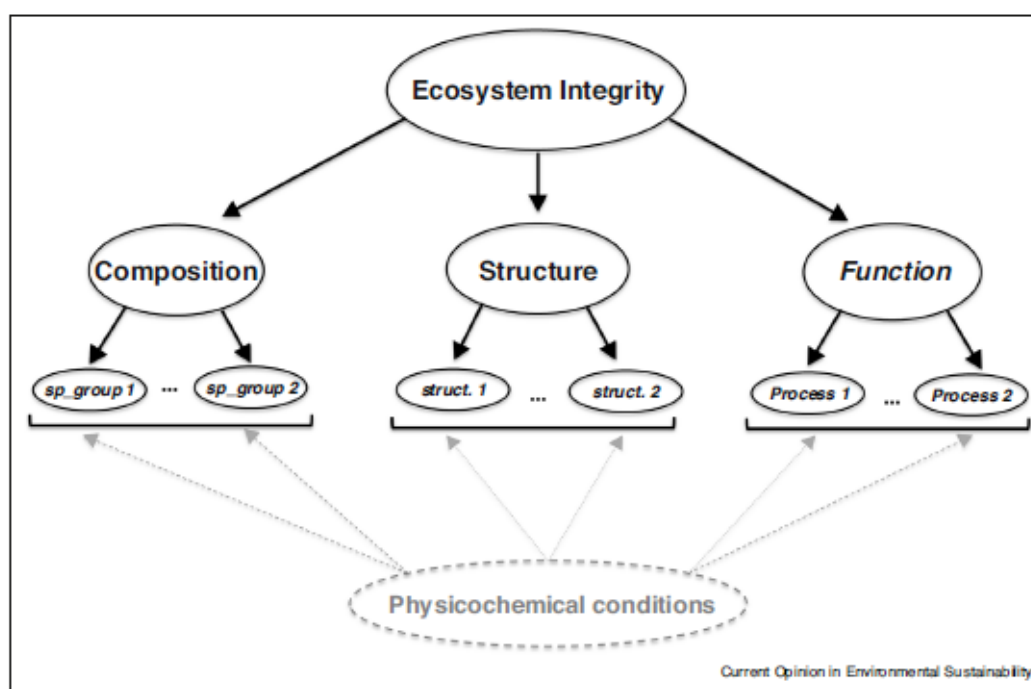 Ecosystem Integrity
Composition
Structure
Function
sp_group 1 ... sp_group 2
struct. 1 ... struct. 2
Process 1 ... Process 2
Physicochemical conditions
Current Opinion in Environmental Sustainability